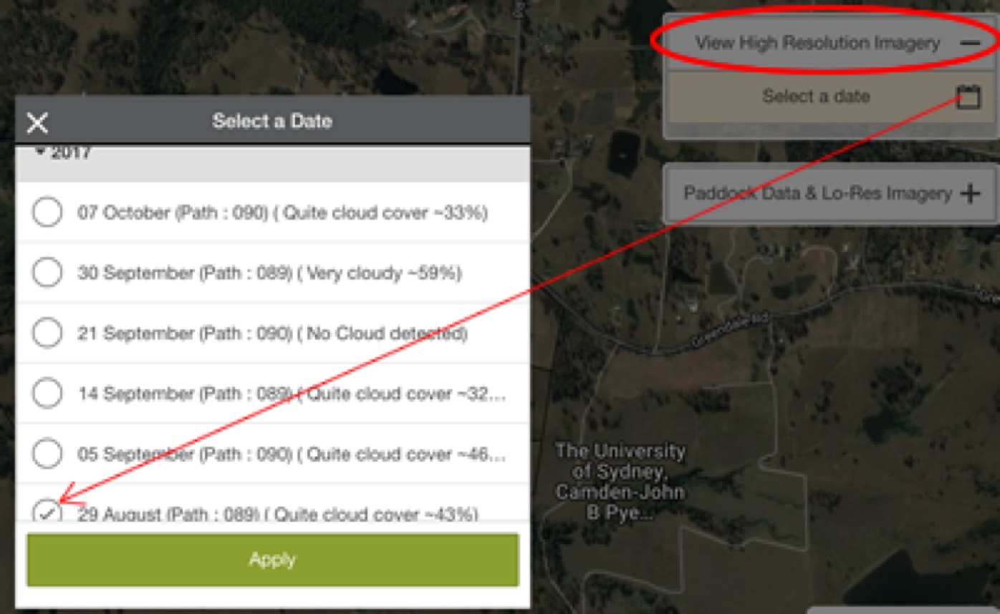 View High Resolution Imagery
Select a date
Paddock Data & Lo-Res Imagery
Select a Date
2017
07 October (Path : 090) ( Quite cloud cover ~33%)
30 September (Path : 089) ( Very cloudy ~59%)
21 September (Path : 090) ( No Cloud detected)
14 September (Path : 089) ( Quite cloud cover ~32...
05 September (Path : 090) ( Quite cloud cover ~46...
29 August (Path : 089) ( Quite cloud cover ~43%)
Apply
Greendale Rd
The University
of Sydney,
Camden-John
B Pye...